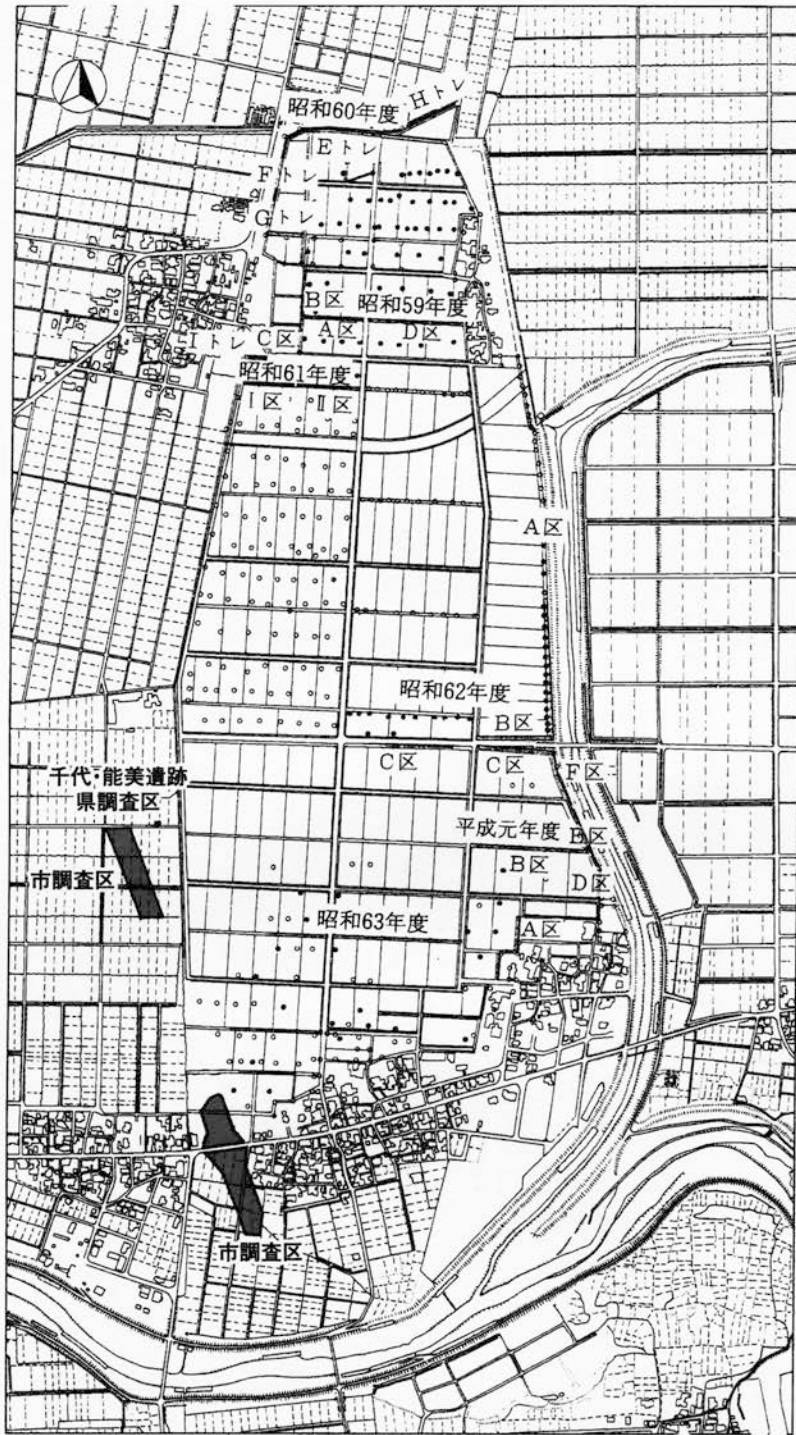 昭和60年度
Hトレ
Eトレ
Fトレ
Gトレ
B区
昭和59年度
Iトレ
C区
A区
D区
昭和61年度
I区
Ⅱ区
A区
昭和62年度
B区
C区
C区
F区
千代・能美遺跡
県調査区
平成元年度
E区
市調査区
B区
D区
昭和63年度
A区
市調査区